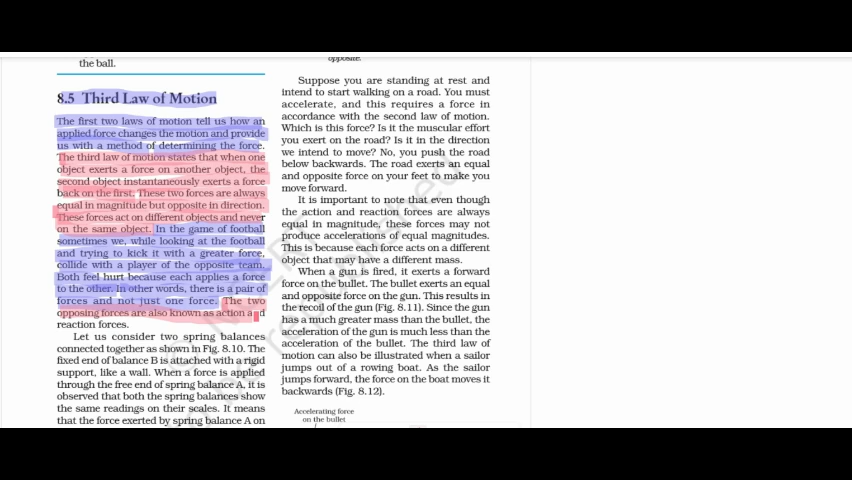 the ball.
8.5 Third Law of Motion
The first two laws of motion tell us how an
applied force changes the motion and provide
us with a method of determining the force.
The third law of motion states that when one
object exerts a force on another object, the
second object instantaneously exerts a force
back on the first. These two forces are always
equal in magnitude but opposite in direction.
These forces act on different objects and never
on the same object. In the game of football
sometimes we, while looking at the football
and trying to kick it with a greater force,
collide with a player of the opposite team.
Both feel hurt because each applies a force
to the other. In other words, there is a pair of
forces and not just one force. The two
opposing forces are also known as action and
reaction forces.
Let us consider two spring balances
connected together as shown in Fig. 8.10. The
fixed end of balance B is attached with a rigid
support, like a wall. When a force is applied
through the free end of spring balance A, it is
observed that both the spring balances show
the same readings on their scales. It means
that the force exerted by spring balance A on
opposite.
Suppose you are standing at rest and
intend to start walking on a road. You must
accelerate, and this requires a force in
accordance with the second law of motion.
Which is this force? Is it the muscular effort
you exert on the road? Is it in the direction
we intend to move? No, you push the road
below backwards. The road exerts an equal
and opposite force on your feet to make you
move forward.
It is important to note that even though
the action and reaction forces are always
equal in magnitude, these forces may not
produce accelerations of equal magnitudes.
This is because each force acts on a different
object that may have a different mass.
When a gun is fired, it exerts a forward
force on the bullet. The bullet exerts an equal
and opposite force on the gun. This results in
the recoil of the gun (Fig. 8.11). Since the gun
has a much greater mass than the bullet, the
acceleration of the gun is much less than the
acceleration of the bullet. The third law of
motion can also be illustrated when a sailor
jumps out of a rowing boat. As the sailor
jumps forward, the force on the boat moves it
backwards (Fig. 8.12).
Accelerating force
on the bullet